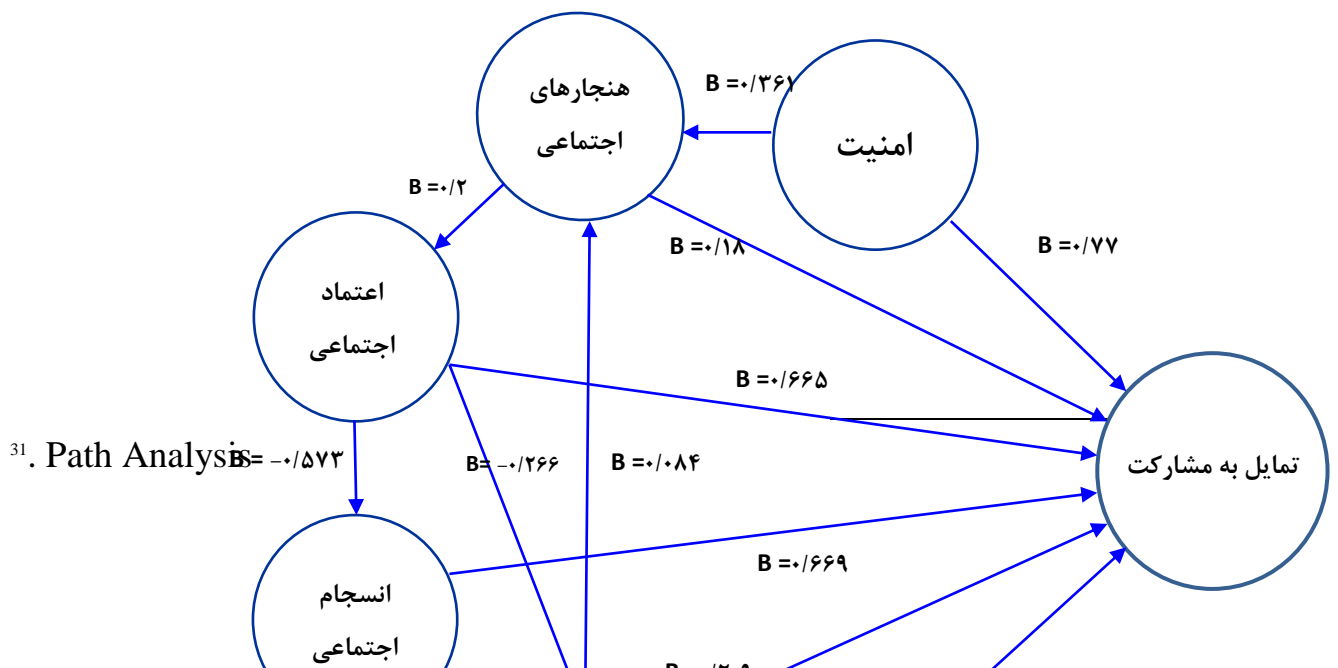 هنجارهای
اجتماعی
B =۰/۳۶۱
امنیت
B =۰/۲
B =۰/۱۸
B =۰/۷۷
اعتماد
اجتماعی
B =۰/۶۶۵
31. Path Analysis
B= –۰/۵۷۳
B= –۰/۲۶۶
B =۰/۰۸۴
تمایل به مشارکت
B =۰/۶۶۹
انسجام
اجتماعی